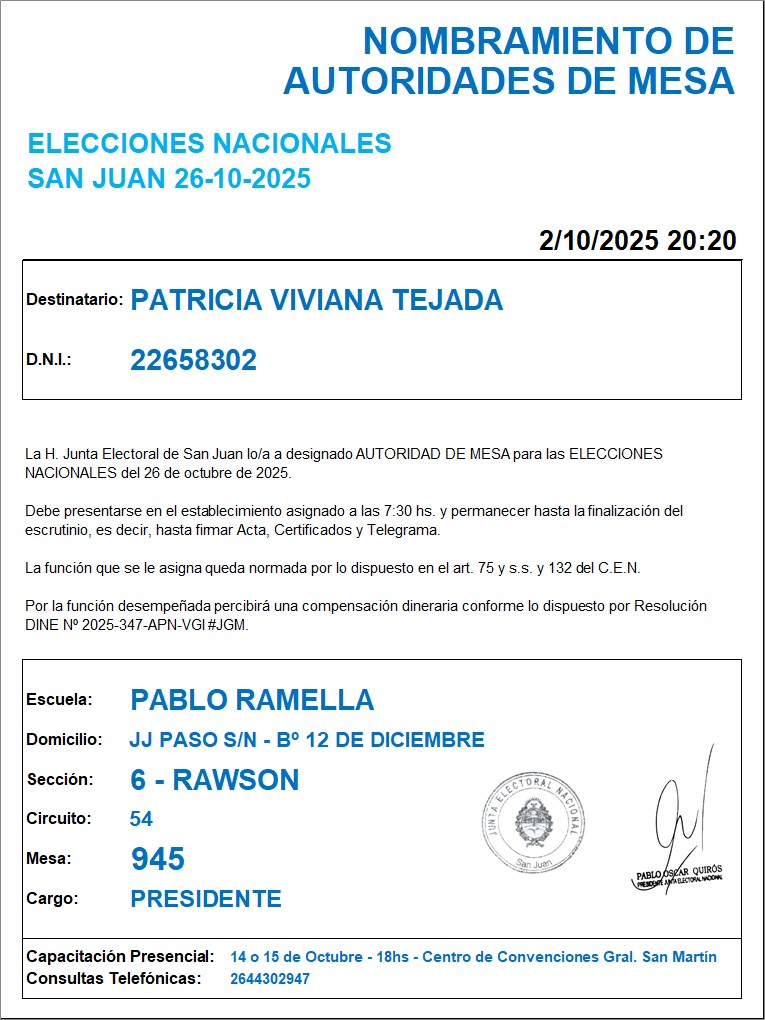 NOMBRAMIENTO DE
AUTORIDADES DE MESA
ELECCIONES NACIONALES
SAN JUAN 26-10-2025
2/10/2025 20:20
Destinatario: PATRICIA VIVIANA TEJADA
D.N.I.: 22658302
La H. Junta Electoral de San Juan lo/a a designado AUTORIDAD DE MESA para las ELECCIONES
NACIONALES del 26 de octubre de 2025.
Debe presentarse en el establecimiento asignado a las 7:30 hs. y permanecer hasta la finalización del
escrutinio, es decir, hasta firmar Acta, Certificados y Telegrama.
La función que se le asigna queda normada por lo dispuesto en el art. 75 y s.s. y 132 del C.E.N.
Por la función desempeñada percibirá una compensación dineraria conforme lo dispuesto por Resolución
DINE Nº 2025-347-APN-VGI #JGM.
Escuela: PABLO RAMELLA
Domicilio: JJ PASO S/N - Bº 12 DE DICIEMBRE
Sección: 6 - RAWSON
Circuito: 54
Mesa: 945
Cargo: PRESIDENTE
JUNTA ELECTORAL NACIONAL
San Juan
PABLO OSCAR QUIRÓS
PRESIDENTE JUNTA ELECTORAL NACIONAL
Capacitación Presencial: 14 o 15 de Octubre - 18hs - Centro de Convenciones Gral. San Martín
Consultas Telefónicas: 2644302947